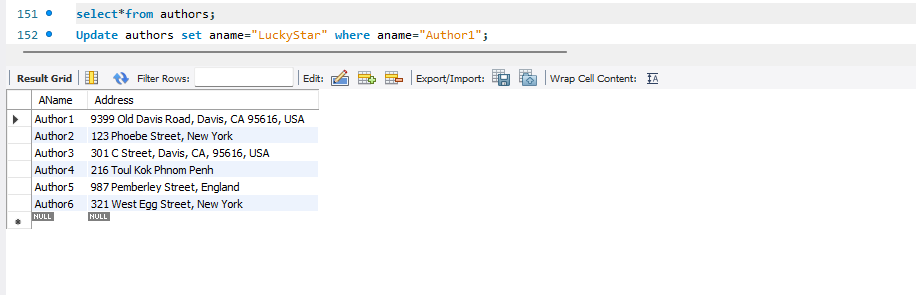 151 select*from authors;
152 Update authors set aname="LuckyStar" where aname="Author1";
Result Grid Filter Rows: Edit: Export/Import: Wrap Cell Content: IA
AName Address
Author1 9399 Old Davis Road, Davis, CA 95616, USA
Author2 123 Phoebe Street, New York
Author3 301 C Street, Davis, CA, 95616, USA
Author4 216 Toul Kok Phnom Penh
Author5 987 Pemberley Street, England
Author6 321 West Egg Street, New York
NULL NULL